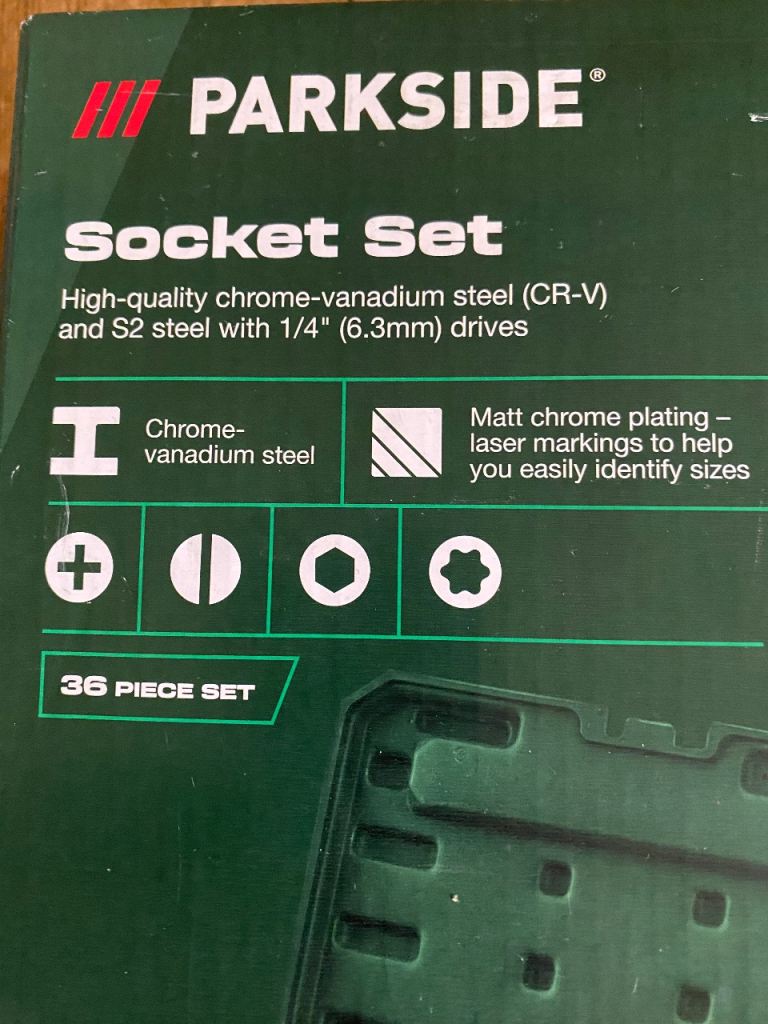 PARKSIDE®
Socket Set
High-quality chrome-vanadium steel (CR-V)
and S2 steel with 1/4" (6.3mm) drives
Chrome-
vanadium steel
Matt chrome plating –
laser markings to help
you easily identify sizes
36 PIECE SET